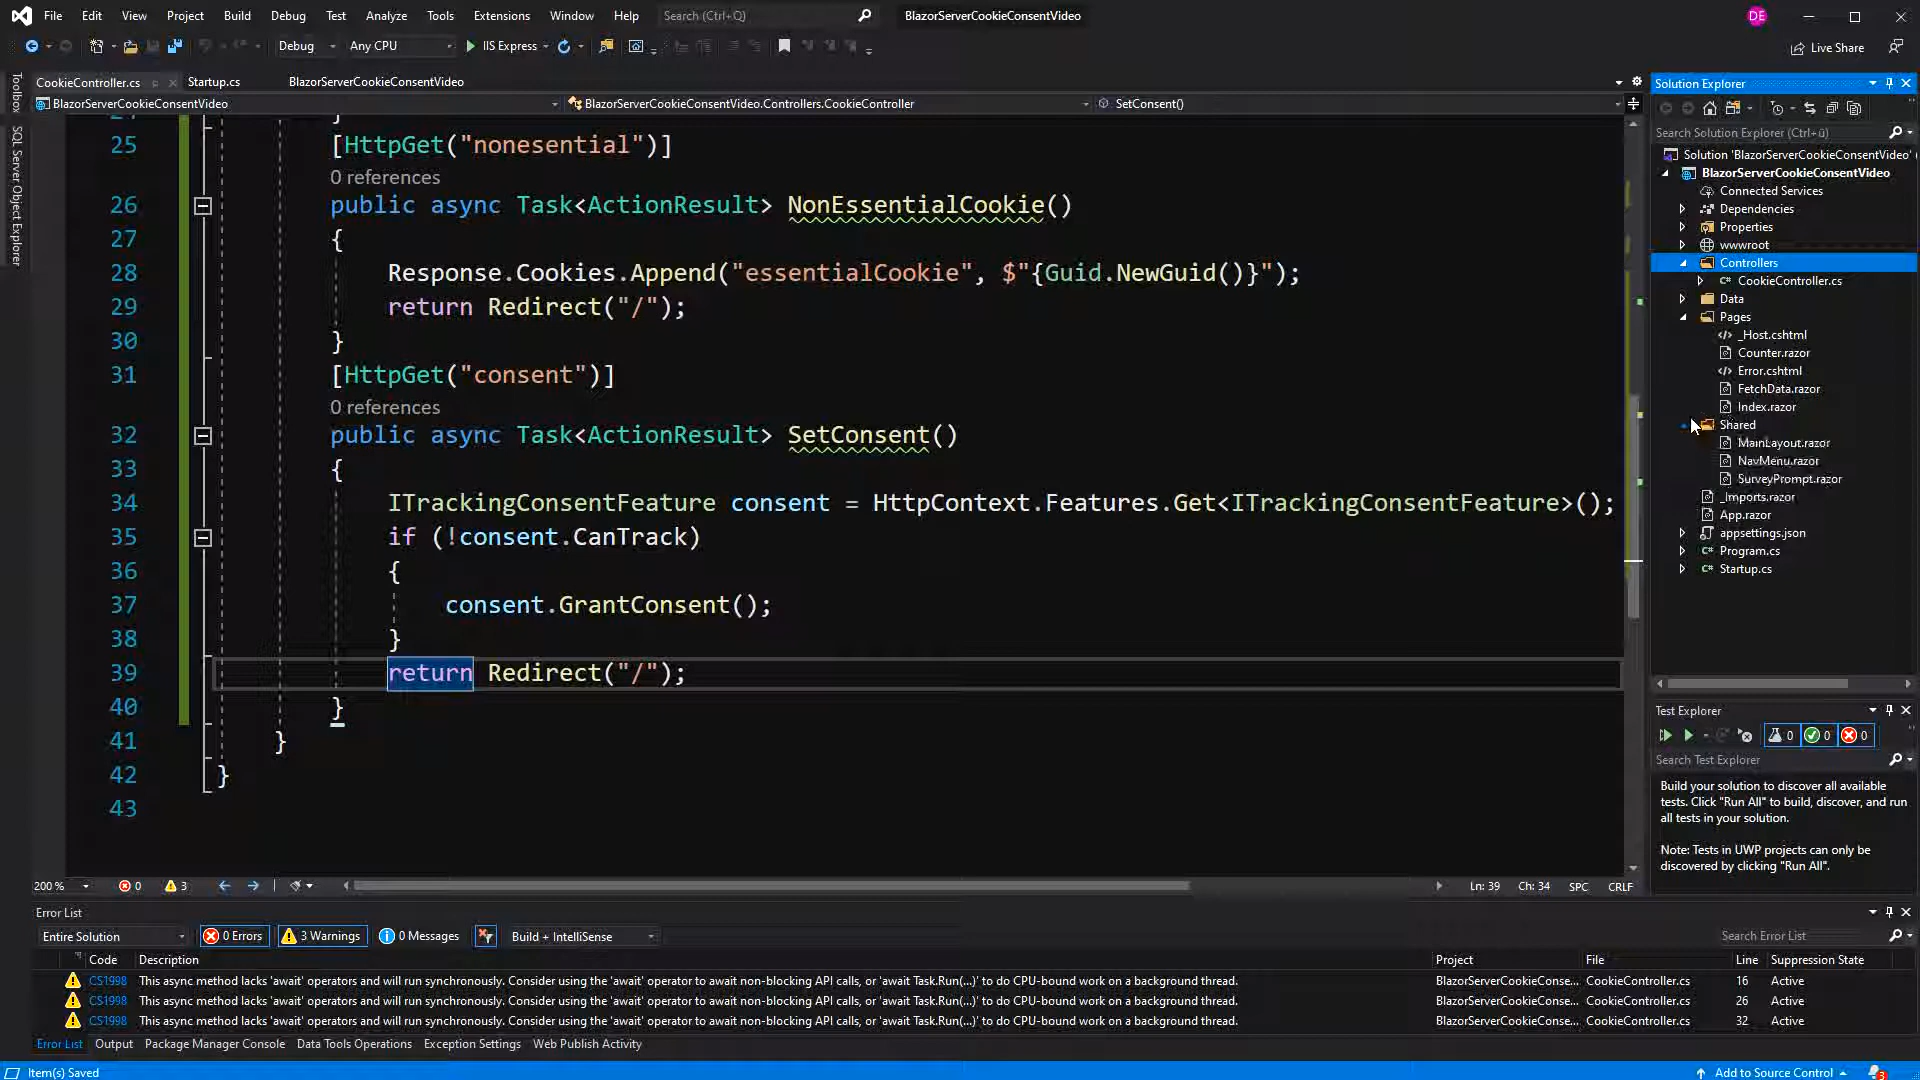 File Edit View Project Build Debug Test Analyze Tools Extensions Window Help Search (Ctrl+Q) BlazorServerCookieConsentVideo DE
Debug Any CPU IIS Express Live Share
CookieController.cs Startup.cs BlazorServerCookieConsentVideo
BlazorServerCookieConsentVideo BlazorServerCookieConsentVideo.Controllers.CookieController SetConsent()
Toolbox
SQL Server Object Explorer
}
25 [HttpGet("nonesential")]
0 references
26 public async Task<ActionResult> NonEssentialCookie()
27 {
28 Response.Cookies.Append("essentialCookie", $"{Guid.NewGuid()}");
29 return Redirect("/");
30 }
31 [HttpGet("consent")]
0 references
32 public async Task<ActionResult> SetConsent()
33 {
34 ITrackingConsentFeature consent = HttpContext.Features.Get<ITrackingConsentFeature>();
35 if (!consent.CanTrack)
36 {
37 consent.GrantConsent();
38 }
39 return Redirect("/");
40 }
41 }
42 }
43
200 % 0 3 Ln: 39 Ch: 34 SPC CRLF
Solution Explorer
Search Solution Explorer (Ctrl+ü)
Solution 'BlazorServerCookieConsentVideo' (
BlazorServerCookieConsentVideo
Connected Services
Dependencies
Properties
wwwroot
Controllers
CookieController.cs
Data
Pages
_Host.cshtml
Counter.razor
Error.cshtml
FetchData.razor
Index.razor
Shared
MainLayout.razor
NavMenu.razor
SurveyPrompt.razor
_Imports.razor
App.razor
appsettings.json
Program.cs
Startup.cs
Test Explorer
0 0 0
Search Test Explorer
Build your solution to discover all available
tests. Click "Run All" to build, discover, and run
all tests in your solution.
Note: Tests in UWP projects can only be
discovered by clicking "Run All".
Error List
Entire Solution 0 Errors 3 Warnings 0 Messages Build + IntelliSense Search Error List
Code Description Project File Line Suppression State
CS1998 This async method lacks 'await' operators and will run synchronously. Consider using the 'await' operator to await non-blocking API calls, or 'await Task.Run(...)' to do CPU-bound work on a background thread. BlazorServerCookieConse... CookieController.cs 16 Active
CS1998 This async method lacks 'await' operators and will run synchronously. Consider using the 'await' operator to await non-blocking API calls, or 'await Task.Run(...)' to do CPU-bound work on a background thread. BlazorServerCookieConse... CookieController.cs 26 Active
CS1998 This async method lacks 'await' operators and will run synchronously. Consider using the 'await' operator to await non-blocking API calls, or 'await Task.Run(...)' to do CPU-bound work on a background thread. BlazorServerCookieConse... CookieController.cs 32 Active
Error List Output Package Manager Console Data Tools Operations Exception Settings Web Publish Activity
Item(s) Saved Add to Source Control 3